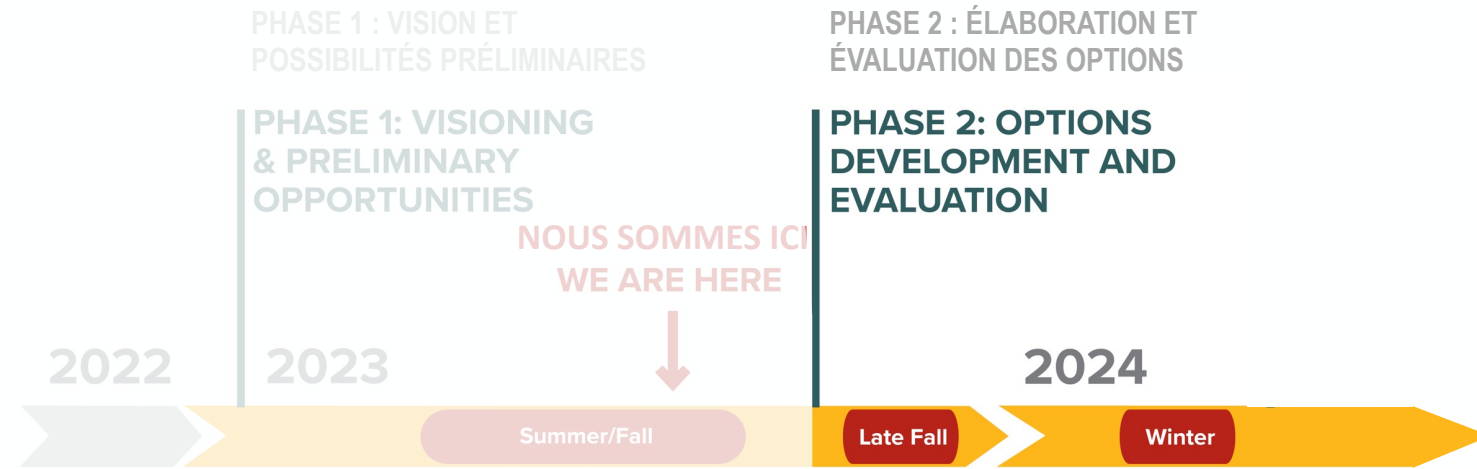 PHASE 1 : VISION ET
POSSIBILITÉS PRÉLIMINAIRES
PHASE 1: VISIONING
& PRELIMINARY
OPPORTUNITIES
PHASE 2 : ÉLABORATION ET
ÉVALUATION DES OPTIONS
PHASE 2: OPTIONS
DEVELOPMENT AND
EVALUATION
NOUS SOMMES ICI
WE ARE HERE
2022
2023
2024
Summer/Fall
Late Fall
Winter